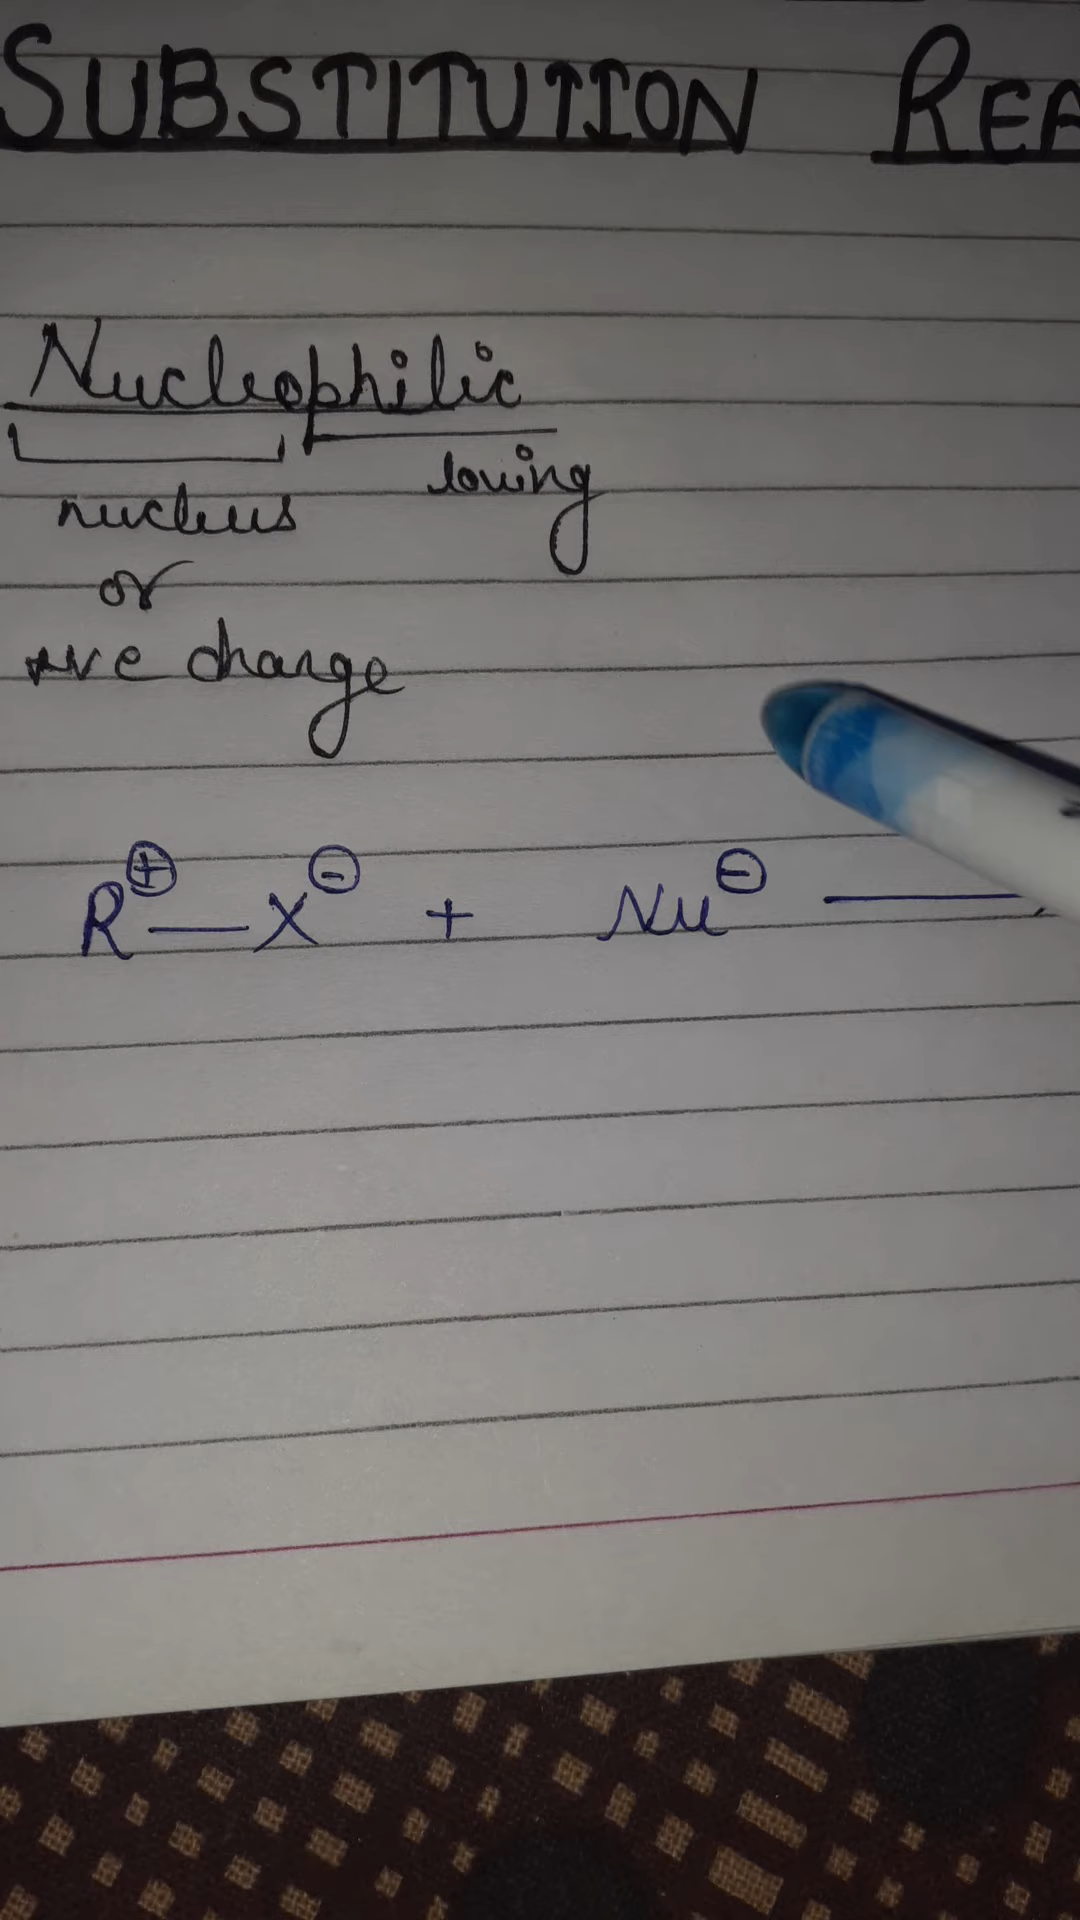 SUBSTITUTION REA
Nucleophilic
loving
nucleus
or
+ve charge
R⊕—X⊖ + Nu⊖ —